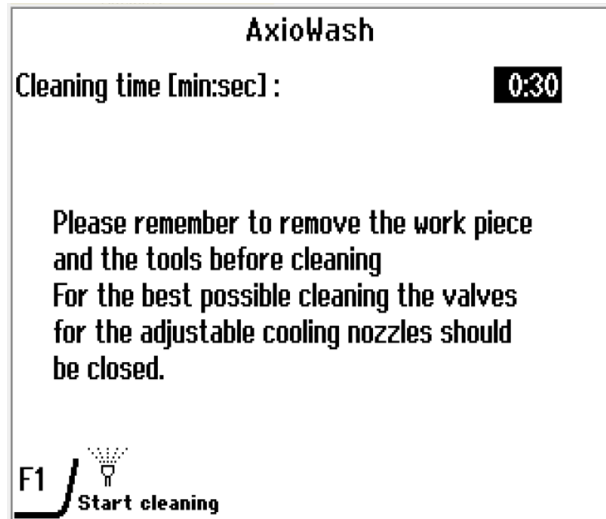 AxioWash
Cleaning time [min:sec] : 0:30
Please remember to remove the work piece
and the tools before cleaning
For the best possible cleaning the valves
for the adjustable cooling nozzles should
be closed.
F1
Start cleaning